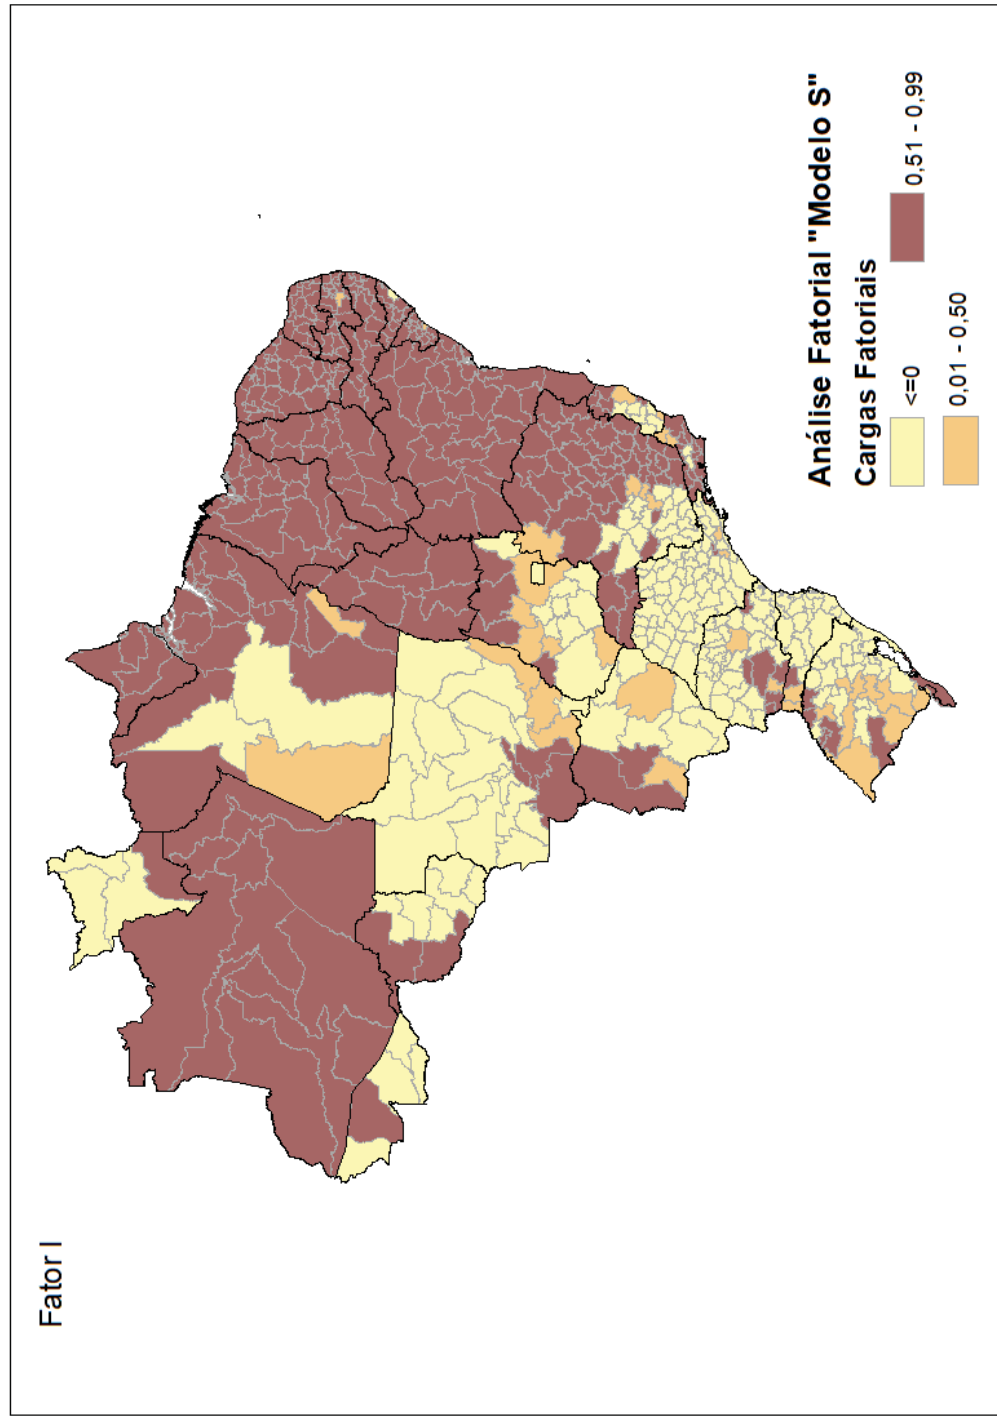 Fator I
Análise Fatorial "Modelo S"
Cargas Fatoriais
<=0
0,51 - 0,99
0,01 - 0,50